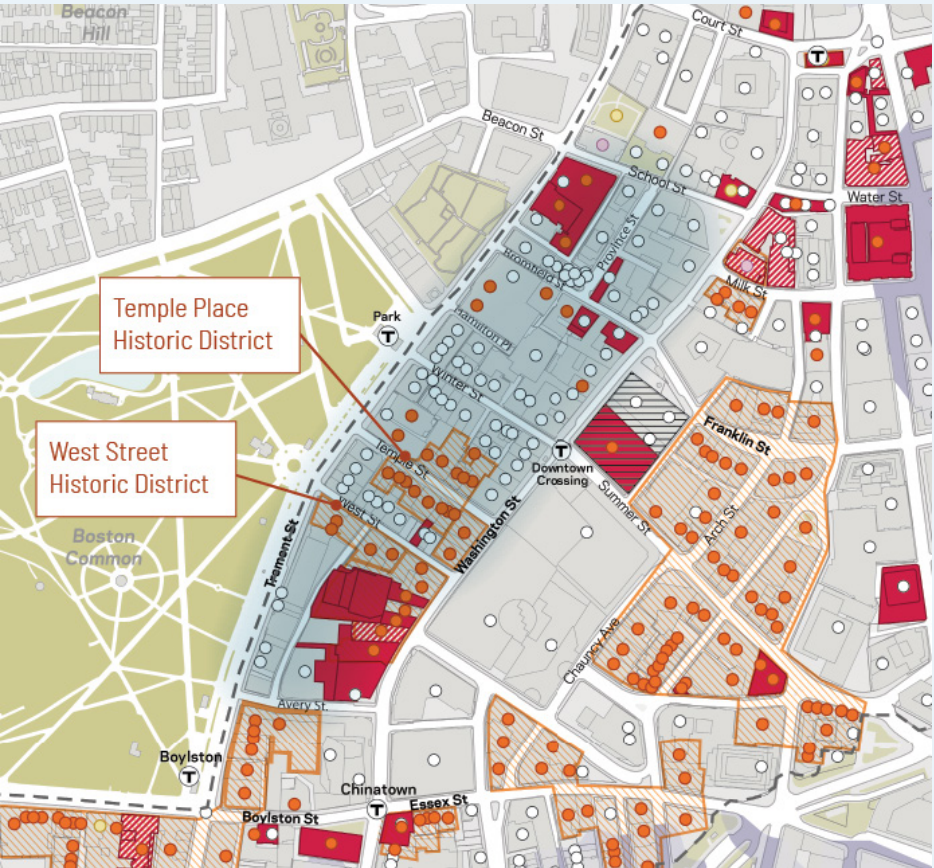 Beacon
Hill
Court St
T
Beacon St
School St
Water St
Province St
Bromfield St
Milk St
Temple Place
Historic District
Park
T
Hamilton Pl
Winter St
Franklin St
West Street
Historic District
Temple St
T
Downtown
Crossing
Summer St
West St
Arch St
Boston
Common
Tremont St
Washington St
Chauncy Ave
Avery St.
Boylston
T
Chinatown
T
Essex St
Boylston St